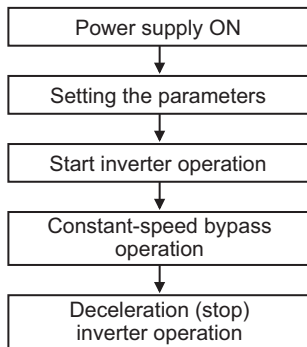 Power supply ON
Setting the parameters
Start inverter operation
Constant-speed bypass
operation
Deceleration (stop)
inverter operation